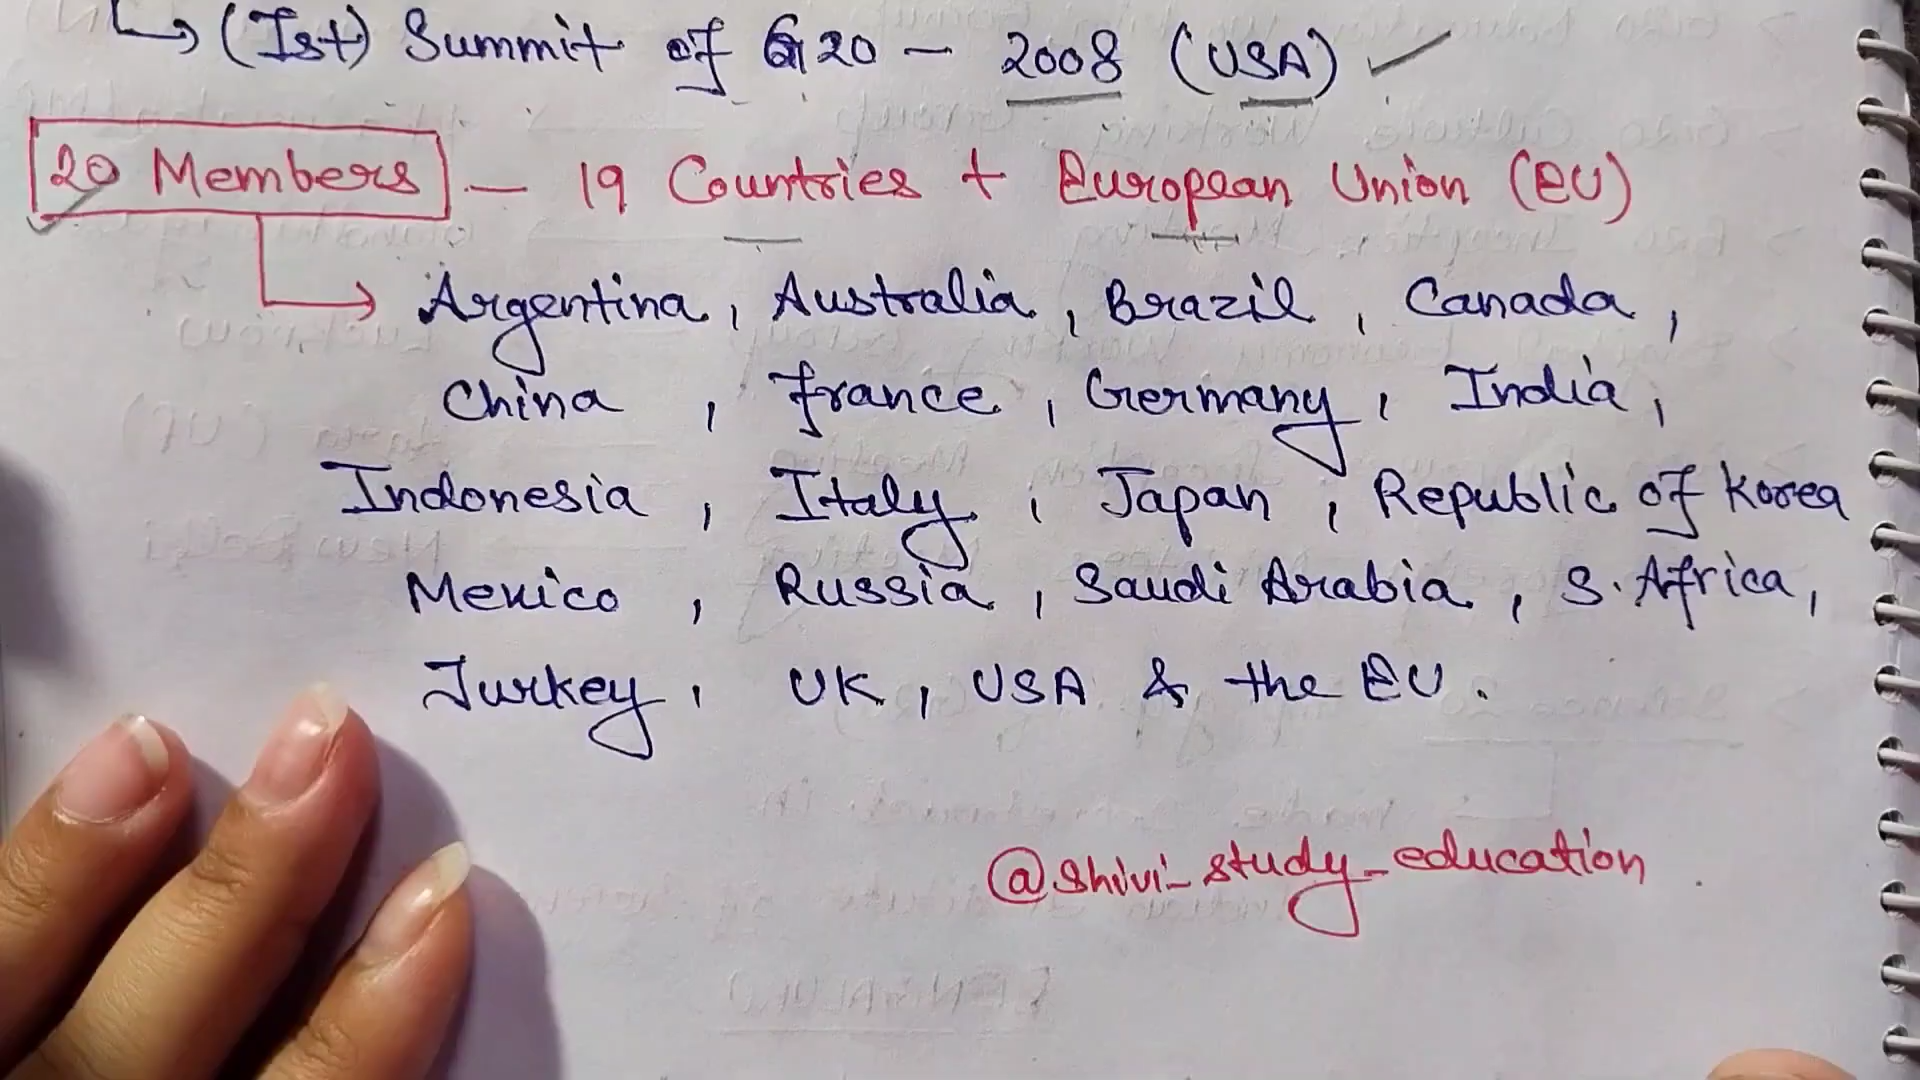 ↳ (Ist) Summit of G20 – 2008 (USA) ✓
20 Members – 19 Countries + European Union (EU)
→ Argentina, Australia, Brazil, Canada,
China, France, Germany, India,
Indonesia, Italy, Japan, Republic of Korea
Mexico, Russia, Saudi Arabia, S. Africa,
Turkey, UK, USA & the EU.
@shivi_study_education